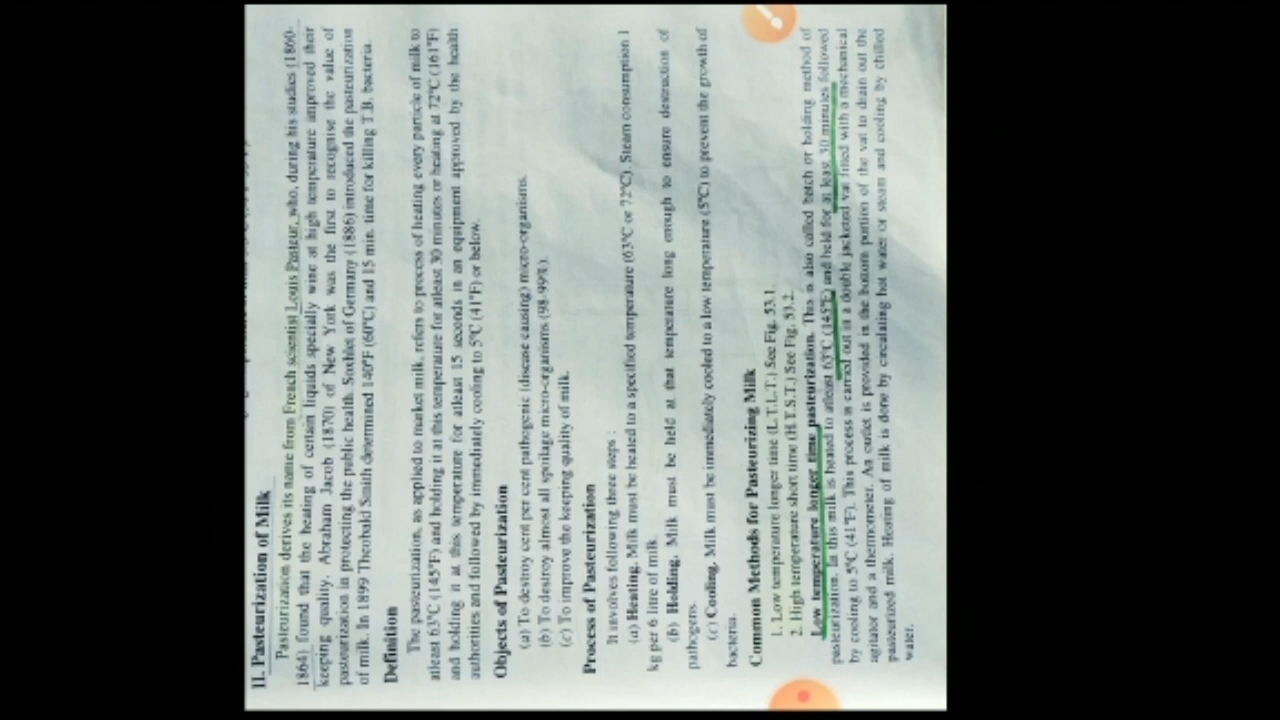 II. Pasteurization of Milk
Pasteurization derives its name from French scientist Louis Pasteur, who, during his studies (1860-
1864) found that the heating of certain liquids specially wine at high temperature improved their
keeping quality. Abraham Jacob (1870) of New York was the first to recognise the value of
pasteurization in protecting the public health. Soxhlet of Germany (1886) introduced the pasteurization
of milk. In 1899 Theobald Smith determined 140°F (60°C) and 15 min. time for killing T.B. bacteria.
Definition
The pasteurization, as applied to market milk, refers to process of heating every particle of milk to
atleast 63°C (145°F) and holding it at this temperature for atleast 30 minutes or heating at 72°C (161°F)
and holding it at this temperature for atleast 15 seconds in an equipment approved by the health
authorities and followed by immediately cooling to 5°C (41°F) or below.
Objects of Pasteurization
(a) To destroy cent per cent pathogenic (disease causing) micro-organisms.
(b) To destroy almost all spoilage micro-organisms (98-99%).
(c) To improve the keeping quality of milk.
Process of Pasteurization
It involves following three steps :
(a) Heating. Milk must be healed to a specified temperature (63°C or 72°C). Steam consumption 1
kg per 6 litre of milk.
(b) Holding. Milk must be held at that temperature long enough to ensure destruction of
pathogens.
(c) Cooling. Milk must be immediately cooled to a low temperature (5°C) to prevent the growth of
bacteria.
Common Methods for Pasteurizing Milk
1. Low temperature longer time (L.T.L.T.) See Fig. 53.1.
2. High temperature short time (H.T.S.T.) See Fig. 53.2.
Low temperature longer time pasteurization. This is also called batch or holding method of
pasteurization. In this milk is heated to atleast 63°C (145°F) and held for at least 30 minutes followed
by cooling to 5°C (41°F). This process is carried out in a double jacketed vat fitted with a mechanical
agitator and a thermometer. An outlet is provided in the bottom portion of the vat to drain out the
pasteurized milk. Heating of milk is done by circulating hot water or steam and cooling by chilled
water.